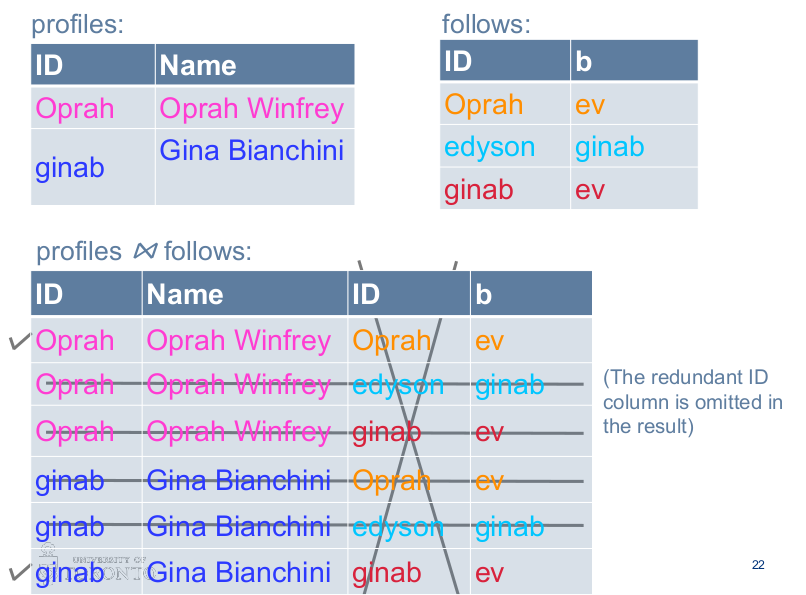 profiles:
ID Name
Oprah Oprah Winfrey
ginab Gina Bianchini
follows:
ID b
Oprah ev
edyson ginab
ginab ev
profiles ⋈ follows:
ID Name ID b
Oprah Oprah Winfrey Oprah ev
Oprah Oprah Winfrey edyson ginab
Oprah Oprah Winfrey ginab ev
ginab Gina Bianchini Oprah ev
ginab Gina Bianchini edyson ginab
ginab Gina Bianchini ginab ev
(The redundant ID
column is omitted in
the result)
UNIVERSITY OF
TORONTO
22